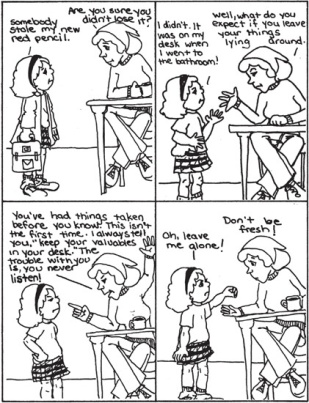 Somebody
stole my new
red pencil.
Are you sure you
didn't lose it?
I didn't. It
was on my
desk when
I went to
the bathroom!
Well, what do you
expect if you leave
your things
lying around.
You've had things taken
before you know! This isn't
the first time. I always tell
you, "keep your valuables
in your desk." The
trouble with you
is, you never
listen!
Oh, leave
me alone!
Don't be
fresh!